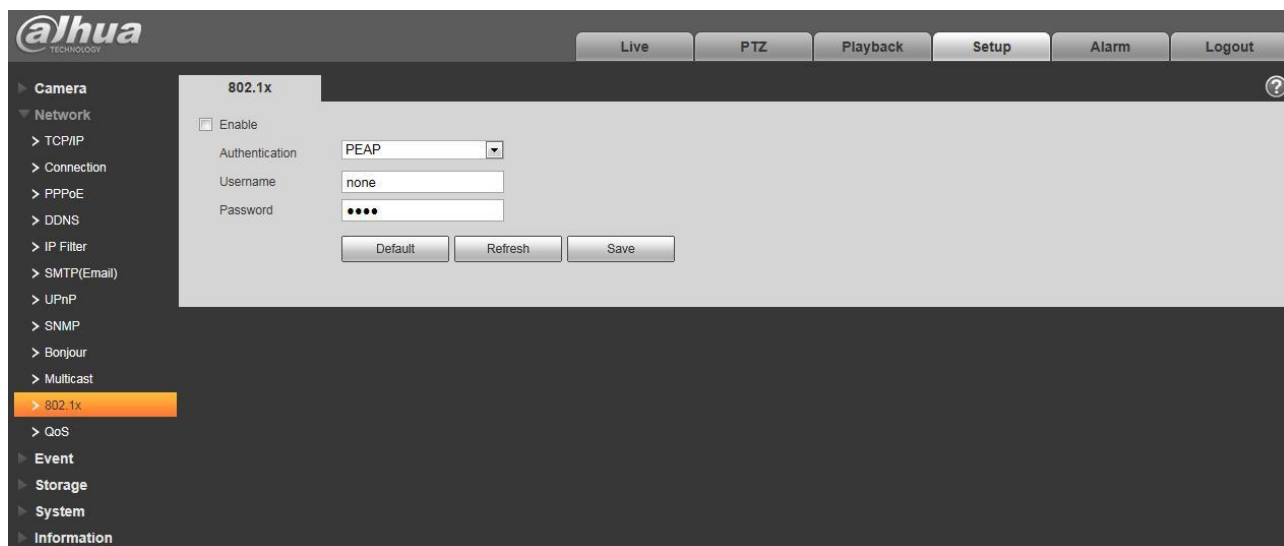 alhua
TECHNOLOGY
Live
PTZ
Playback
Setup
Alarm
Logout
Camera
Network
> TCP/IP
> Connection
> PPPoE
> DDNS
> IP Filter
> SMTP(Email)
> UPnP
> SNMP
> Bonjour
> Multicast
> 802.1x
> QoS
Event
Storage
System
Information
802.1x
?
Enable
Authentication PEAP
Username none
Password ●●●●
Default Refresh Save